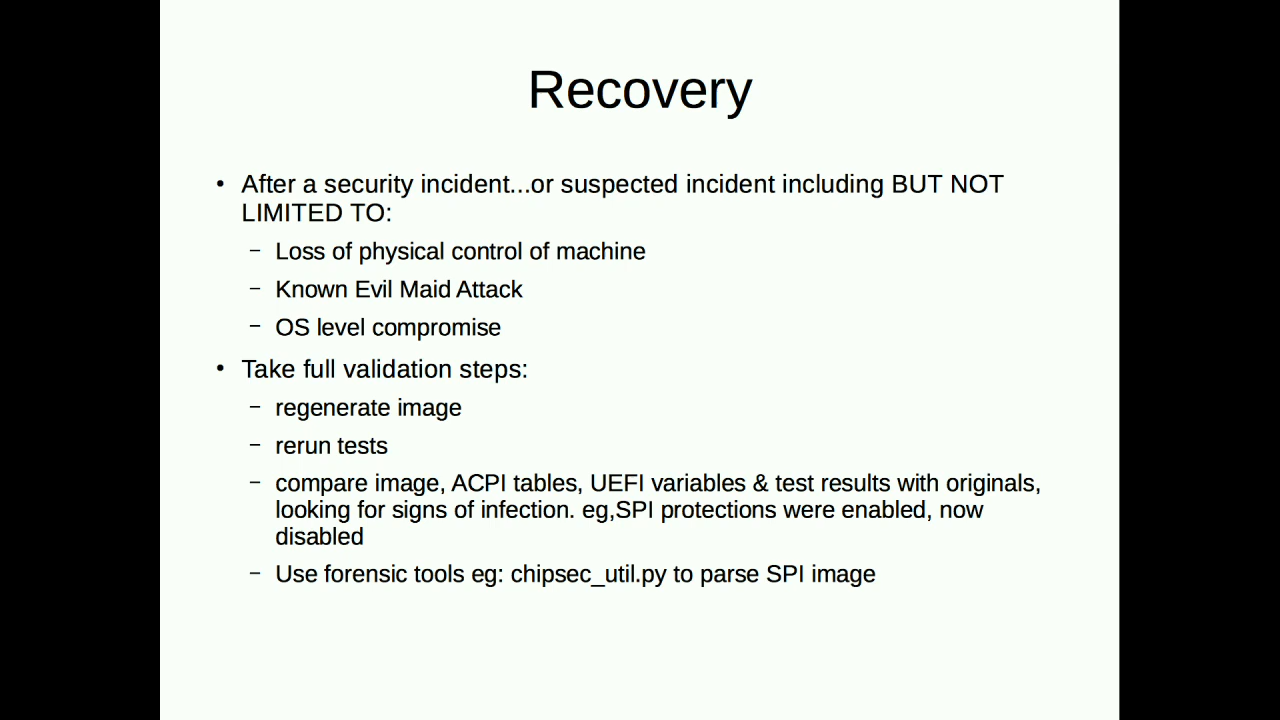 Recovery
• After a security incident...or suspected incident including BUT NOT
LIMITED TO:
– Loss of physical control of machine
– Known Evil Maid Attack
– OS level compromise
• Take full validation steps:
– regenerate image
– rerun tests
– compare image, ACPI tables, UEFI variables & test results with originals,
looking for signs of infection. eg,SPI protections were enabled, now
disabled
– Use forensic tools eg: chipsec_util.py to parse SPI image